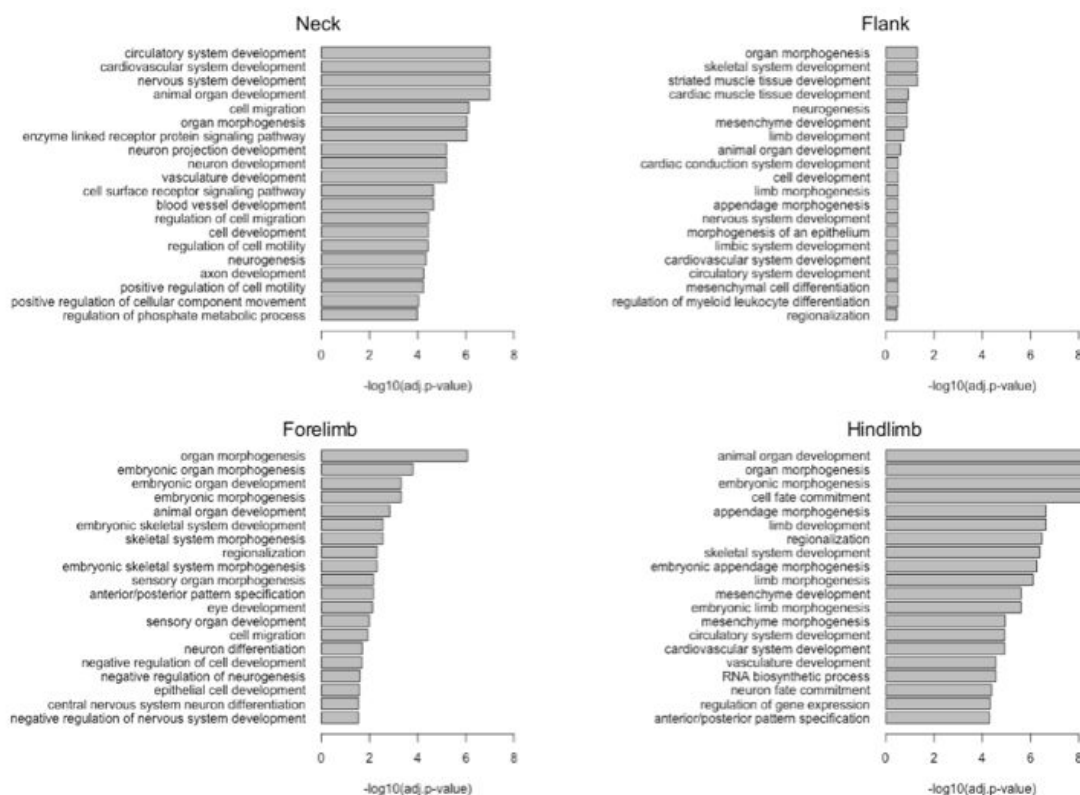 Neck
circulatory system development
cardiovascular system development
nervous system development
animal organ development
cell migration
organ morphogenesis
enzyme linked receptor protein signaling pathway
neuron projection development
neuron development
vasculature development
cell surface receptor signaling pathway
blood vessel development
regulation of cell migration
cell development
regulation of cell motility
neurogenesis
axon development
positive regulation of cell motility
positive regulation of cellular component movement
regulation of phosphate metabolic process
0 2 4 6 8
-log10(adj.p-value)
Flank
organ morphogenesis
skeletal system development
striated muscle tissue development
cardiac muscle tissue development
neurogenesis
mesenchyme development
limb development
animal organ development
cardiac conduction system development
cell development
limb morphogenesis
appendage morphogenesis
nervous system development
morphogenesis of an epithelium
limbic system development
cardiovascular system development
circulatory system development
mesenchymal cell differentiation
regulation of myeloid leukocyte differentiation
regionalization
0 2 4 6 8
-log10(adj.p-value)
Forelimb
organ morphogenesis
embryonic organ morphogenesis
embryonic organ development
embryonic morphogenesis
animal organ development
embryonic skeletal system development
skeletal system morphogenesis
regionalization
embryonic skeletal system morphogenesis
sensory organ morphogenesis
anterior/posterior pattern specification
eye development
sensory organ development
cell migration
neuron differentiation
negative regulation of cell development
negative regulation of neurogenesis
epithelial cell development
central nervous system neuron differentiation
negative regulation of nervous system development
0 2 4 6 8
-log10(adj.p-value)
Hindlimb
animal organ development
organ morphogenesis
embryonic morphogenesis
cell fate commitment
appendage morphogenesis
limb development
regionalization
skeletal system development
embryonic appendage morphogenesis
limb morphogenesis
mesenchyme development
embryonic limb morphogenesis
mesenchyme morphogenesis
circulatory system development
cardiovascular system development
vasculature development
RNA biosynthetic process
neuron fate commitment
regulation of gene expression
anterior/posterior pattern specification
0 2 4 6 8
-log10(adj.p-value)